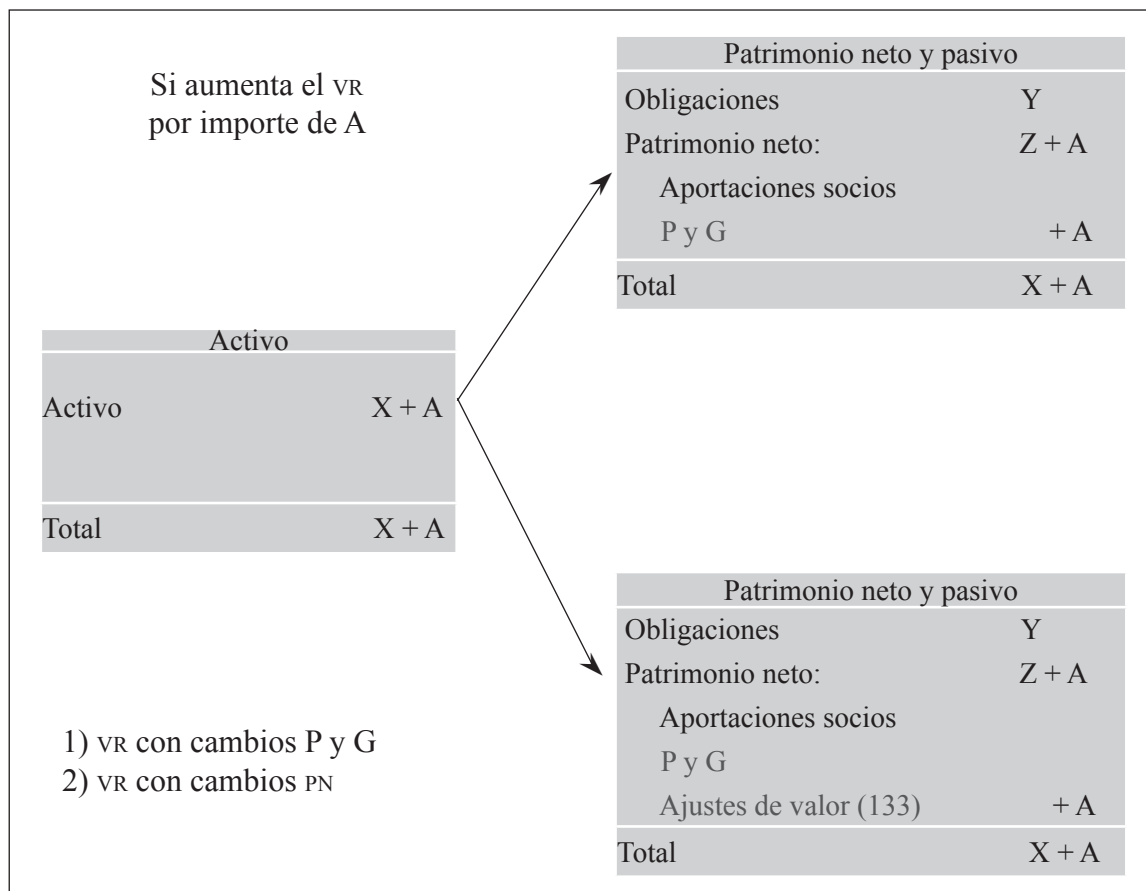 Si aumenta el VR
por importe de A
Patrimonio neto y pasivo
Obligaciones Y
Patrimonio neto: Z + A
Aportaciones socios
P y G + A
Total X + A
Activo
Activo X + A
Total X + A
Patrimonio neto y pasivo
Obligaciones Y
Patrimonio neto: Z + A
Aportaciones socios
P y G
Ajustes de valor (133) + A
Total X + A
1) VR con cambios P y G
2) VR con cambios PN